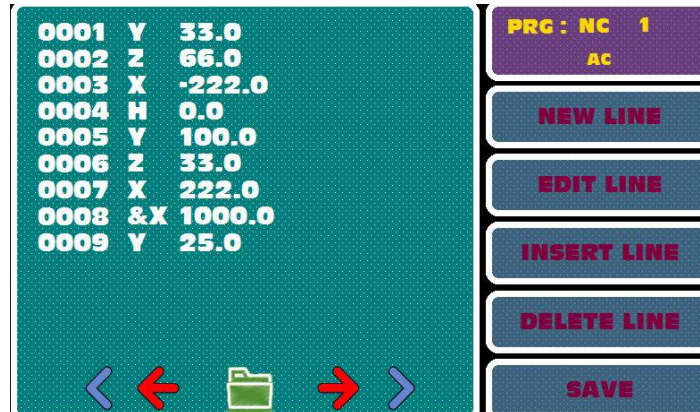 0001 Y 33.0
0002 Z 66.0
0003 X -222.0
0004 H 0.0
0005 Y 100.0
0006 Z 33.0
0007 X 222.0
0008 &X 1000.0
0009 Y 25.0
PRG : NC 1
AC
NEW LINE
EDIT LINE
INSERT LINE
DELETE LINE
SAVE